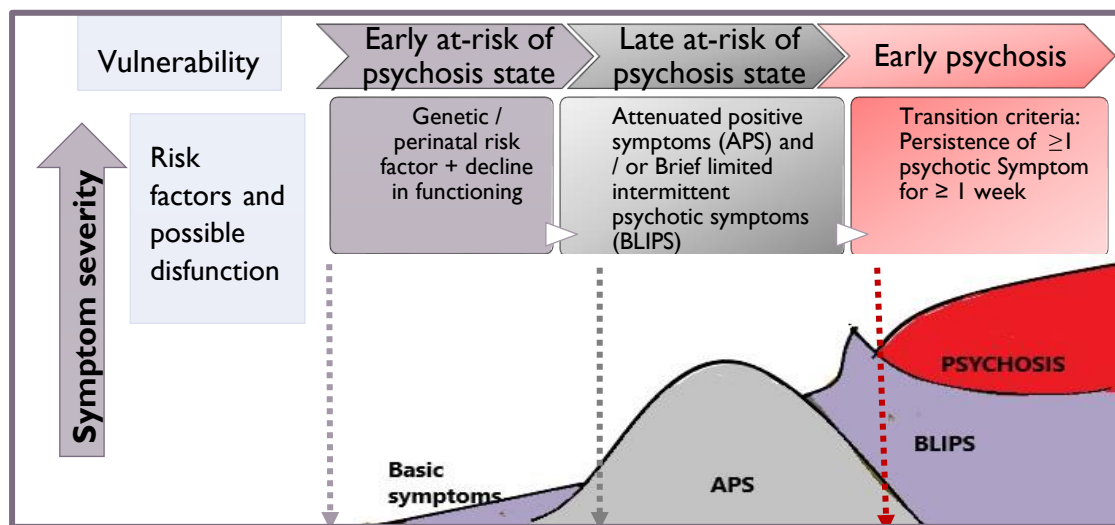 Vulnerability
Early at-risk of
psychosis state
Late at-risk of
psychosis state
Early psychosis
Symptom severity
Risk
factors and
possible
disfunction
Genetic /
perinatal risk
factor + decline
in functioning
Attenuated positive
symptoms (APS) and
/ or Brief limited
intermittent
psychotic symptoms
(BLIPS)
Transition criteria:
Persistence of ≥1
psychotic Symptom
for ≥ 1 week
Basic
symptoms
APS
BLIPS
PSYCHOSIS